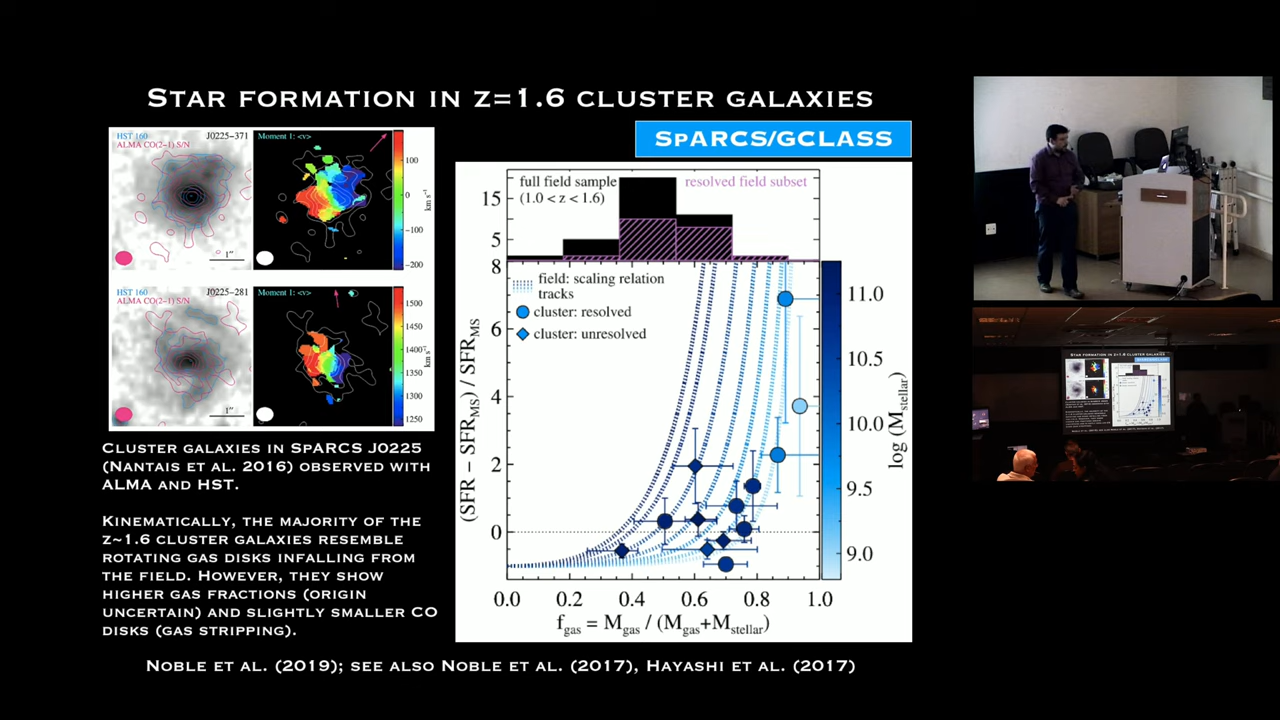 STAR FORMATION IN Z=1.6 CLUSTER GALAXIES
SPARCS/GCLASS
HST 160
ALMA CO(2−1) S/N
J0225−371
1"
Moment 1: <v>
100
0
−100
−200
km s⁻¹
HST 160
ALMA CO(2−1) S/N
J0225−281
1"
Moment 1: <v>
1500
1450
1400
1350
1300
1250
km s⁻¹
CLUSTER GALAXIES IN SPARCS J0225
(NANTAIS ET AL. 2016) OBSERVED WITH
ALMA AND HST.
KINEMATICALLY, THE MAJORITY OF THE
Z~1.6 CLUSTER GALAXIES RESEMBLE
ROTATING GAS DISKS INFALLING FROM
THE FIELD. HOWEVER, THEY SHOW
HIGHER GAS FRACTIONS (ORIGIN
UNCERTAIN) AND SLIGHTLY SMALLER CO
DISKS (GAS STRIPPING).
full field sample
(1.0 < z < 1.6)
resolved field subset
15
5
field: scaling relation
tracks
cluster: resolved
cluster: unresolved
8
6
4
2
0
(SFR − SFR_MS) / SFR_MS
0.0 0.2 0.4 0.6 0.8 1.0
f_gas = M_gas / (M_gas+M_stellar)
11.0
10.5
10.0
9.5
9.0
log (M_stellar)
NOBLE ET AL. (2019); SEE ALSO NOBLE ET AL. (2017), HAYASHI ET AL. (2017)
STAR FORMATION IN Z=1.6 CLUSTER GALAXIES